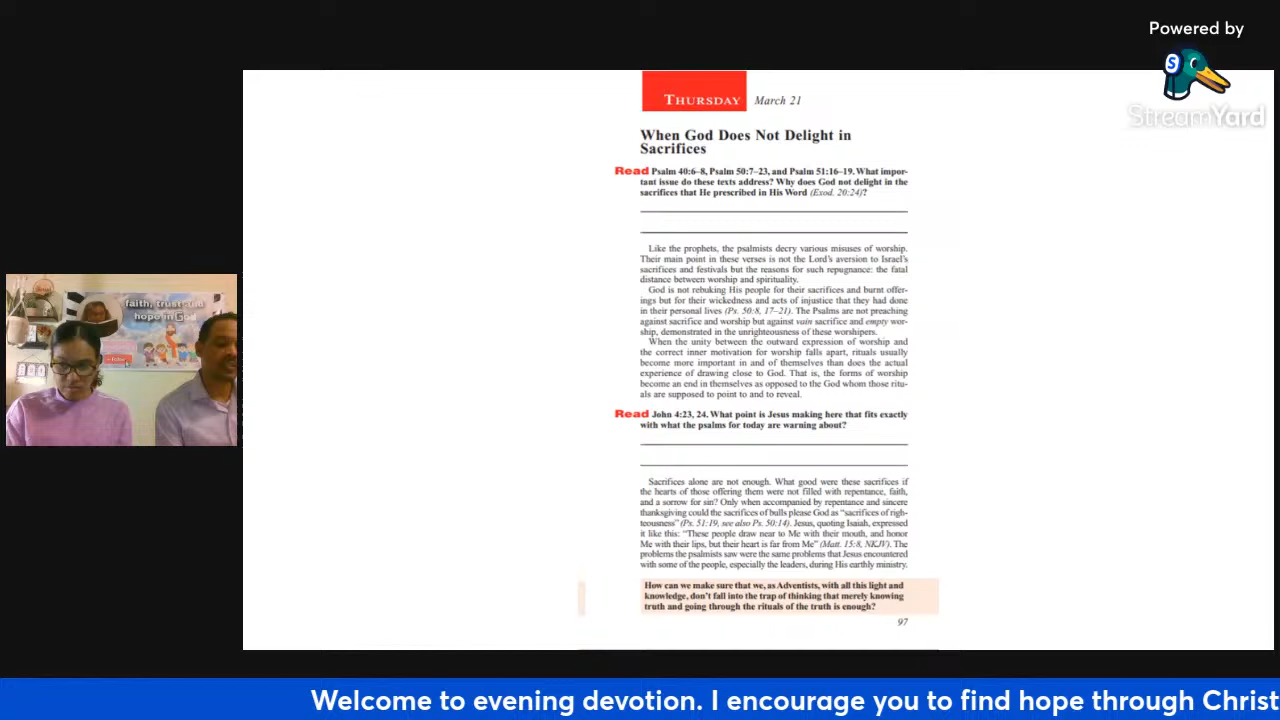 Powered by
S
StreamYard
THURSDAY March 21
When God Does Not Delight in
Sacrifices
Read Psalm 40:6–8, Psalm 50:7–23, and Psalm 51:16–19. What impor-
tant issue do these texts address? Why does God not delight in the
sacrifices that He prescribed in His Word (Exod. 20:24)?
Like the prophets, the psalmists decry various misuses of worship.
Their main point in these verses is not the Lord's aversion to Israel's
sacrifices and festivals but the reasons for such repugnance: the fatal
distance between worship and spirituality.
God is not rebuking His people for their sacrifices and burnt offer-
ings but for their wickedness and acts of injustice that they had done
in their personal lives (Ps. 50:8, 17–21). The Psalms are not preaching
against sacrifice and worship but against vain sacrifice and empty wor-
ship, demonstrated in the unrighteousness of these worshipers.
When the unity between the outward expression of worship and
the correct inner motivation for worship falls apart, rituals usually
become more important in and of themselves than does the actual
experience of drawing close to God. That is, the forms of worship
become an end in themselves as opposed to the God whom those ritu-
als are supposed to point to and to reveal.
Read John 4:23, 24. What point is Jesus making here that fits exactly
with what the psalms for today are warning about?
Sacrifices alone are not enough. What good were these sacrifices if
the hearts of those offering them were not filled with repentance, faith,
and a sorrow for sin? Only when accompanied by repentance and sincere
thanksgiving could the sacrifices of bulls please God as “sacrifices of righ-
teousness” (Ps. 51:19, see also Ps. 50:14). Jesus, quoting Isaiah, expressed
it like this: “These people draw near to Me with their mouth, and honor
Me with their lips, but their heart is far from Me” (Matt. 15:8, NKJV). The
problems the psalmists saw were the same problems that Jesus encountered
with some of the people, especially the leaders, during His earthly ministry.
How can we make sure that we, as Adventists, with all this light and
knowledge, don't fall into the trap of thinking that merely knowing
truth and going through the rituals of the truth is enough?
97
faith, trust and
hope in God
Welcome to evening devotion. I encourage you to find hope through Christ